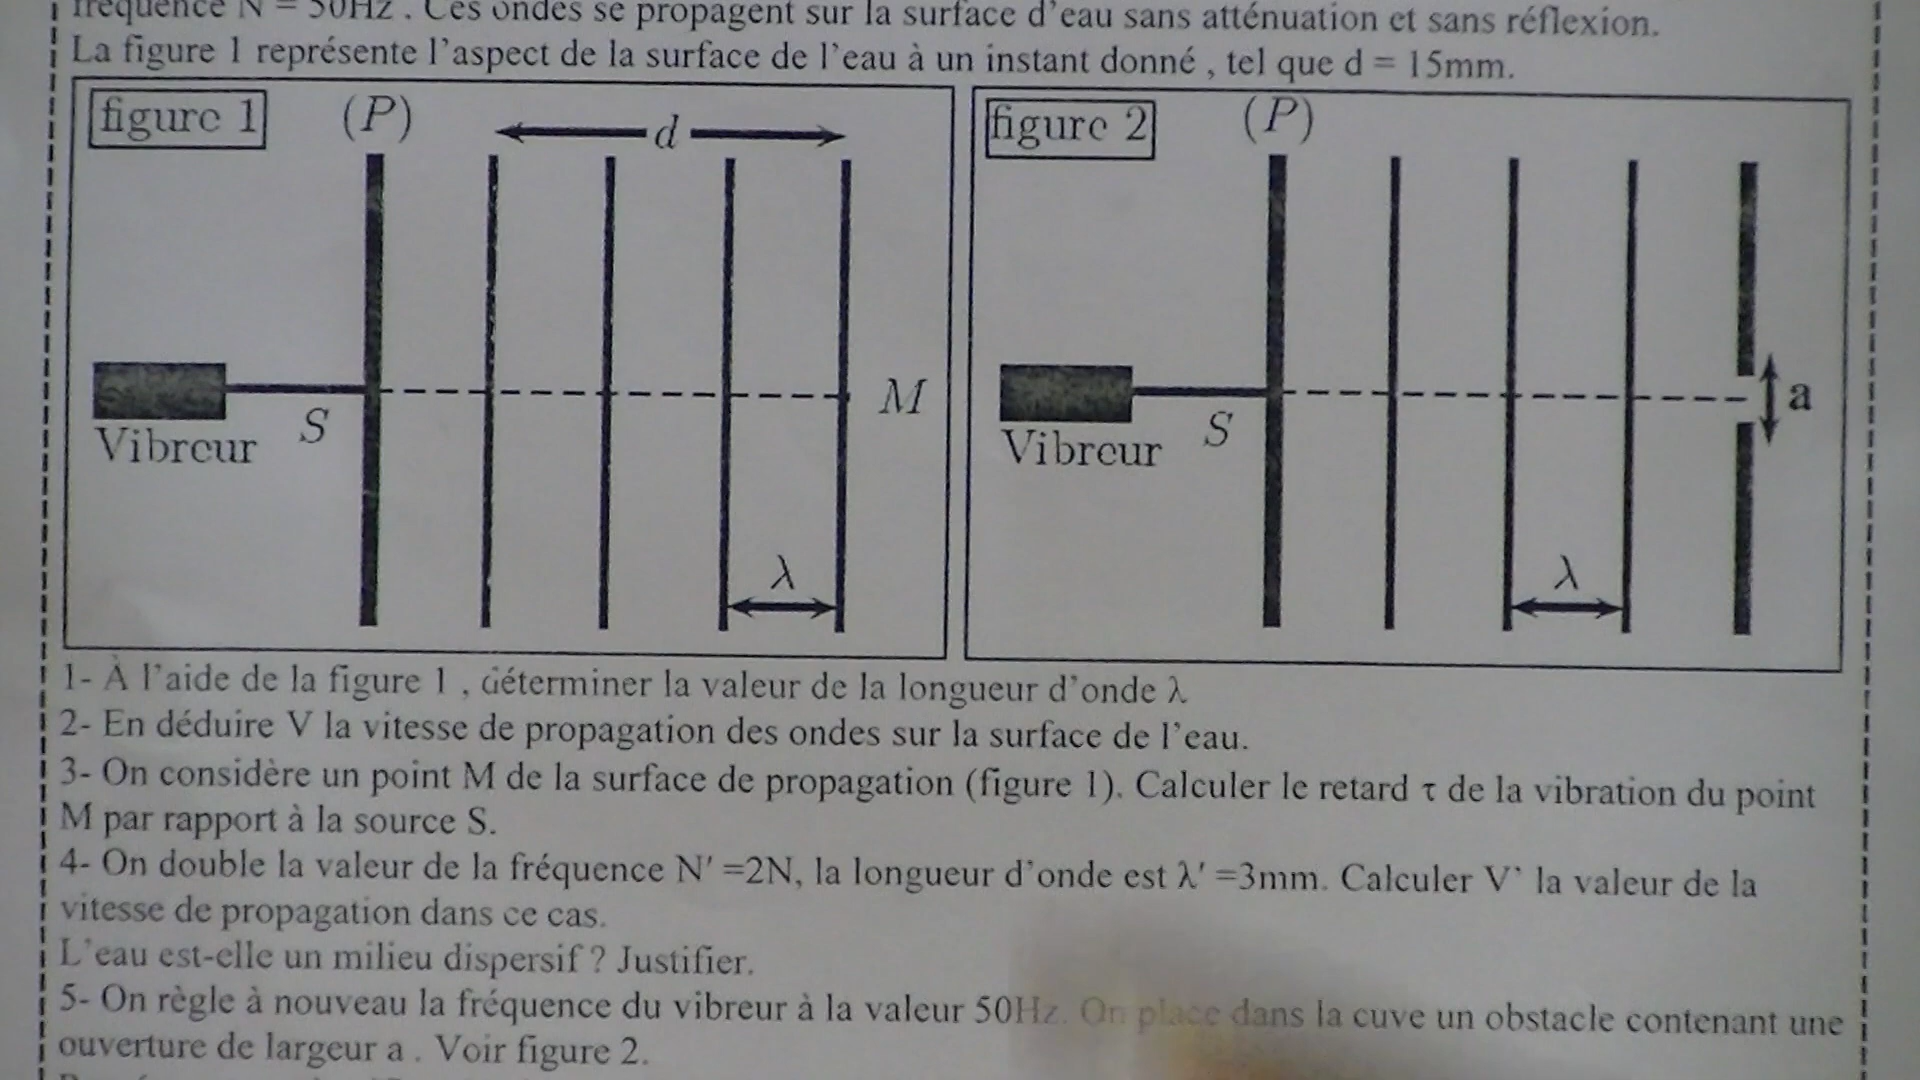 fréquence N = 50Hz . Ces ondes se propagent sur la surface d'eau sans atténuation et sans réflexion.
La figure 1 représente l'aspect de la surface de l'eau à un instant donné , tel que d = 15mm.
figure 1
(P)
d
M
S
Vibreur
λ
figure 2
(P)
a
S
Vibreur
λ
1- À l'aide de la figure 1 , déterminer la valeur de la longueur d'onde λ
2- En déduire V la vitesse de propagation des ondes sur la surface de l'eau.
3- On considère un point M de la surface de propagation (figure 1). Calculer le retard τ de la vibration du point
M par rapport à la source S.
4- On double la valeur de la fréquence N' =2N, la longueur d'onde est λ' =3mm. Calculer V' la valeur de la
vitesse de propagation dans ce cas.
L'eau est-elle un milieu dispersif ? Justifier.
5- On règle à nouveau la fréquence du vibreur à la valeur 50Hz. On place dans la cuve un obstacle contenant une
ouverture de largeur a . Voir figure 2.